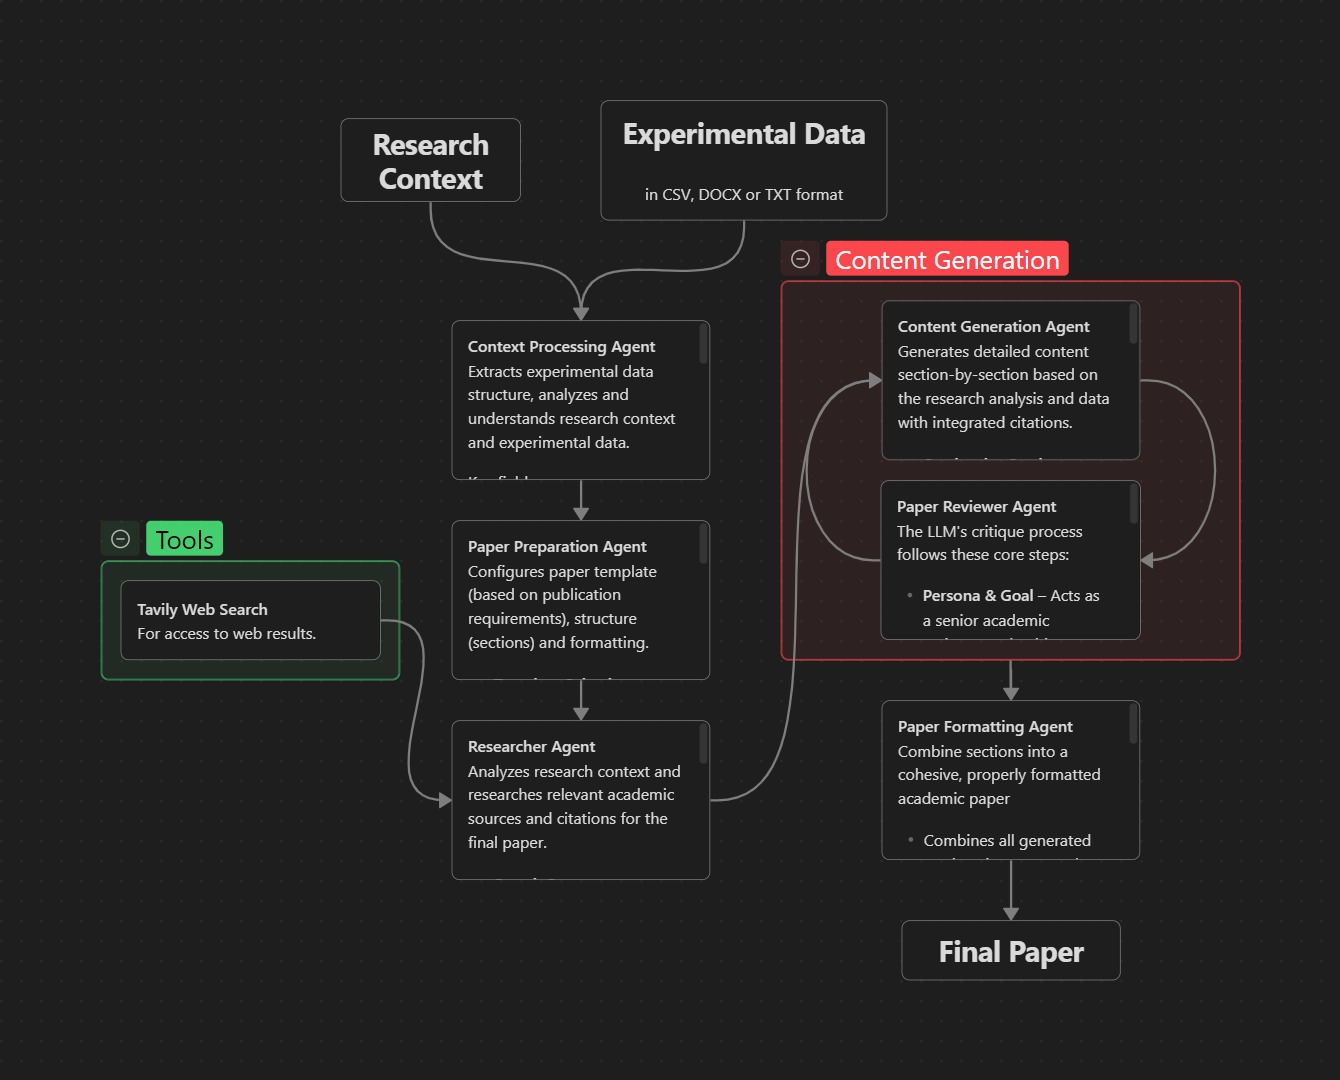 Research
Context
Experimental Data
in CSV, DOCX or TXT format
Context Processing Agent
Extracts experimental data
structure, analyzes and
understands research context
and experimental data.
Paper Preparation Agent
Configures paper template
(based on publication
requirements), structure
(sections) and formatting.
Tools
Tavily Web Search
For access to web results.
Researcher Agent
Analyzes research context and
researches relevant academic
sources and citations for the
final paper.
Content Generation
Content Generation Agent
Generates detailed content
section-by-section based on
the research analysis and data
with integrated citations.
Paper Reviewer Agent
The LLM's critique process
follows these core steps:
• Persona & Goal – Acts as
a senior academic
Paper Formatting Agent
Combine sections into a
cohesive, properly formatted
academic paper
• Combines all generated
Final Paper